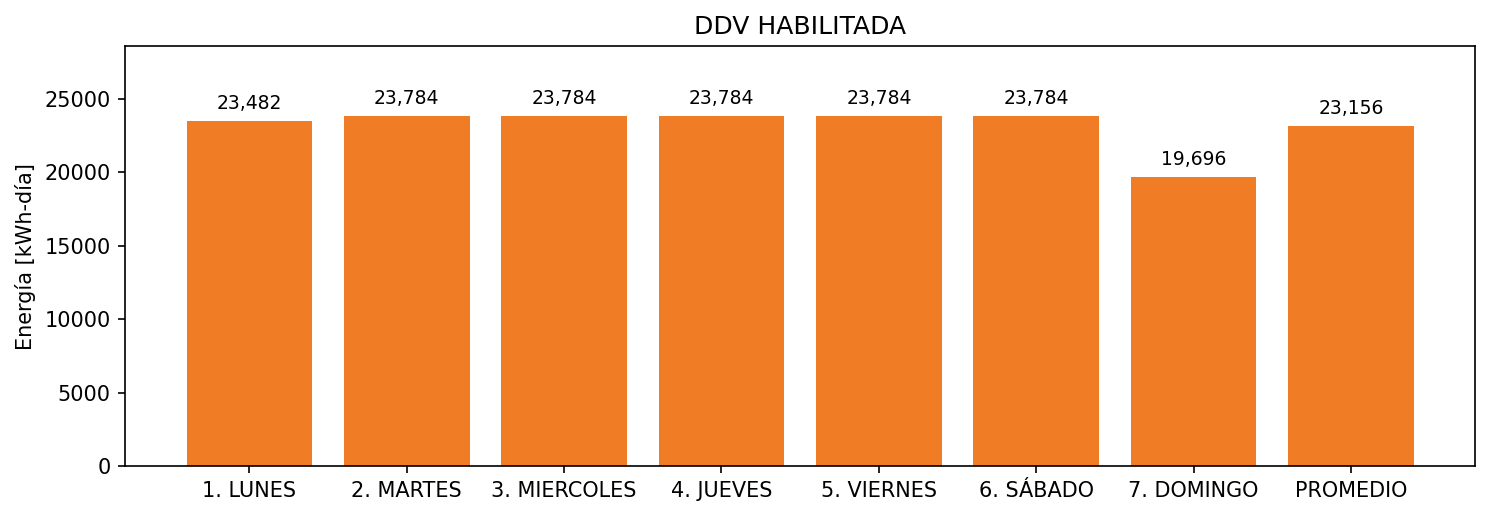 DDV HABILITADA
Energía [kWh-día]
25000
20000
15000
10000
5000
0
23,482
23,784
23,784
23,784
23,784
23,784
19,696
23,156
1. LUNES
2. MARTES
3. MIERCOLES
4. JUEVES
5. VIERNES
6. SÁBADO
7. DOMINGO
PROMEDIO